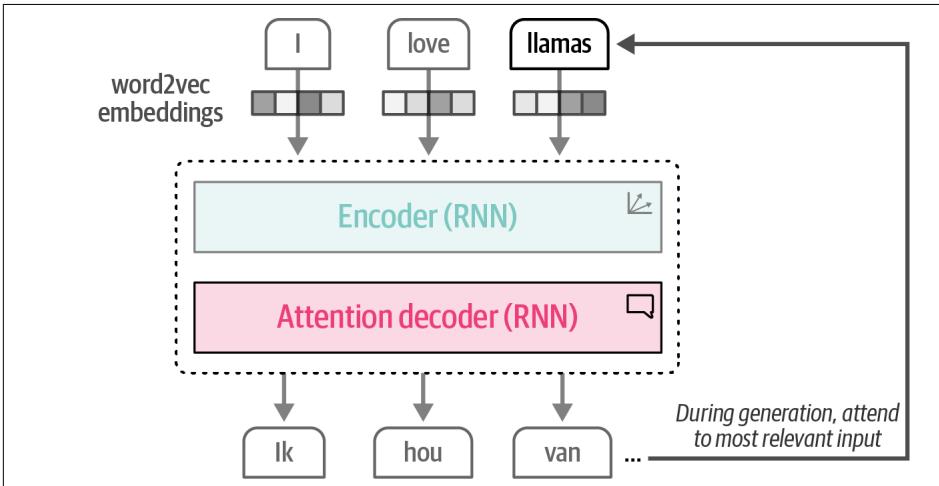 I
love
llamas
word2vec
embeddings
Encoder (RNN)
Attention decoder (RNN)
Ik
hou
van
...
During generation, attend
to most relevant input